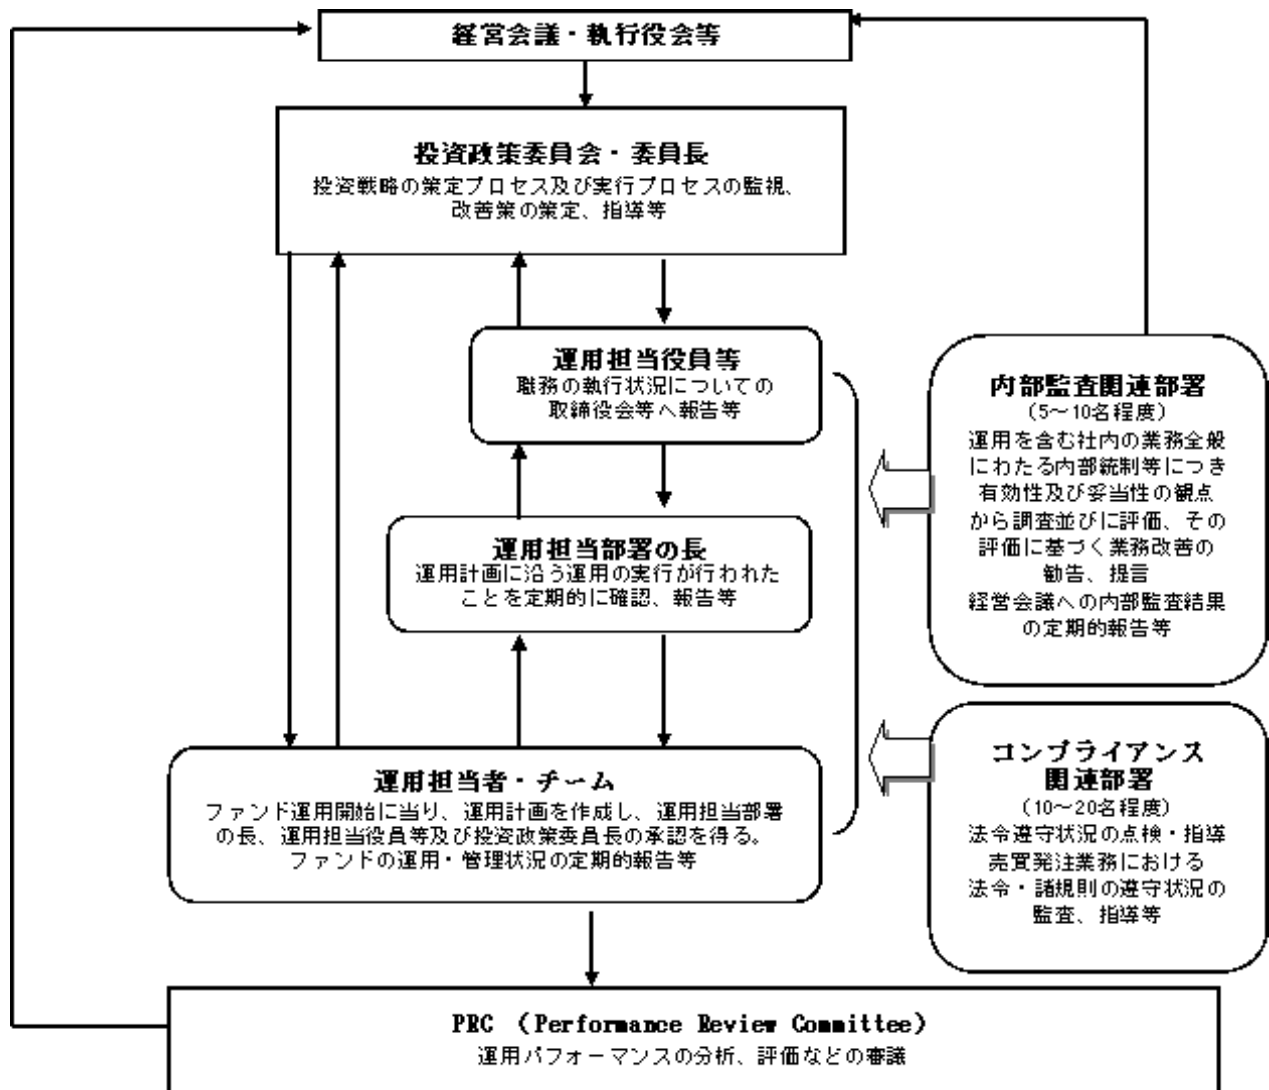 経営会議・執行役会等
投資政策委員会・委員長
投資戦略の策定プロセス及び実行プロセスの監視、
改善策の策定、指導等
運用担当役員等
職務の執行状況についての
取締役会等へ報告等
運用担当部署の長
運用計画に沿う運用の実行が行われた
ことを定期的に確認、報告等
運用担当者・チーム
ファンド運用開始に当り、運用計画を作成し、運用担当部署
の長、運用担当役員等及び投資政策委員長の承認を得る。
ファンドの運用・管理状況の定期的報告等
内部監査関連部署
（5～10名程度）
運用を含む社内の業務全般
にわたる内部統制等につき
有効性及び妥当性の観点
から調査並びに評価、その
評価に基づく業務改善の
勧告、提言
経営会議への内部監査結果
の定期的報告等
コンプライアンス
関連部署
（10～20名程度）
法令遵守状況の点検・指導
売買発注業務における
法令・諸規則の遵守状況の
監査、指導等
PRC （Performance Review Committee）
運用パフォーマンスの分析、評価などの審議